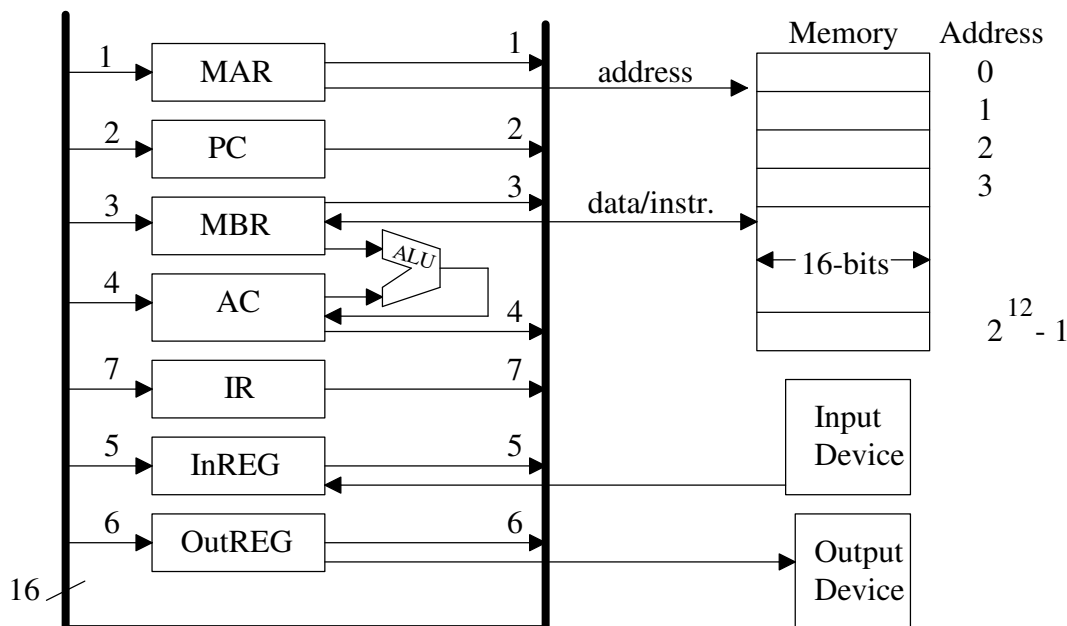 Memory Address
1 MAR 1 address 0
1
2 PC 2 2
3 MBR 3 data/instr. 3
ALU
16-bits
4 AC 4
2^12 - 1
7 IR 7
Input
Device
5 InREG 5
6 OutREG 6
Output
Device
16